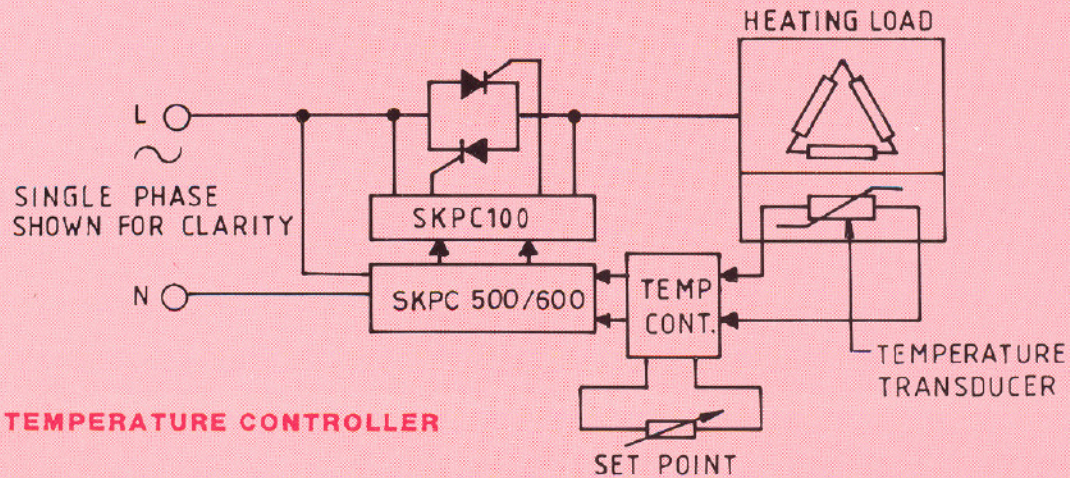 HEATING LOAD
L
SINGLE PHASE
SHOWN FOR CLARITY
SKPC100
N
SKPC 500/600
TEMP
CONT.
TEMPERATURE
TRANSDUCER
TEMPERATURE CONTROLLER
SET POINT